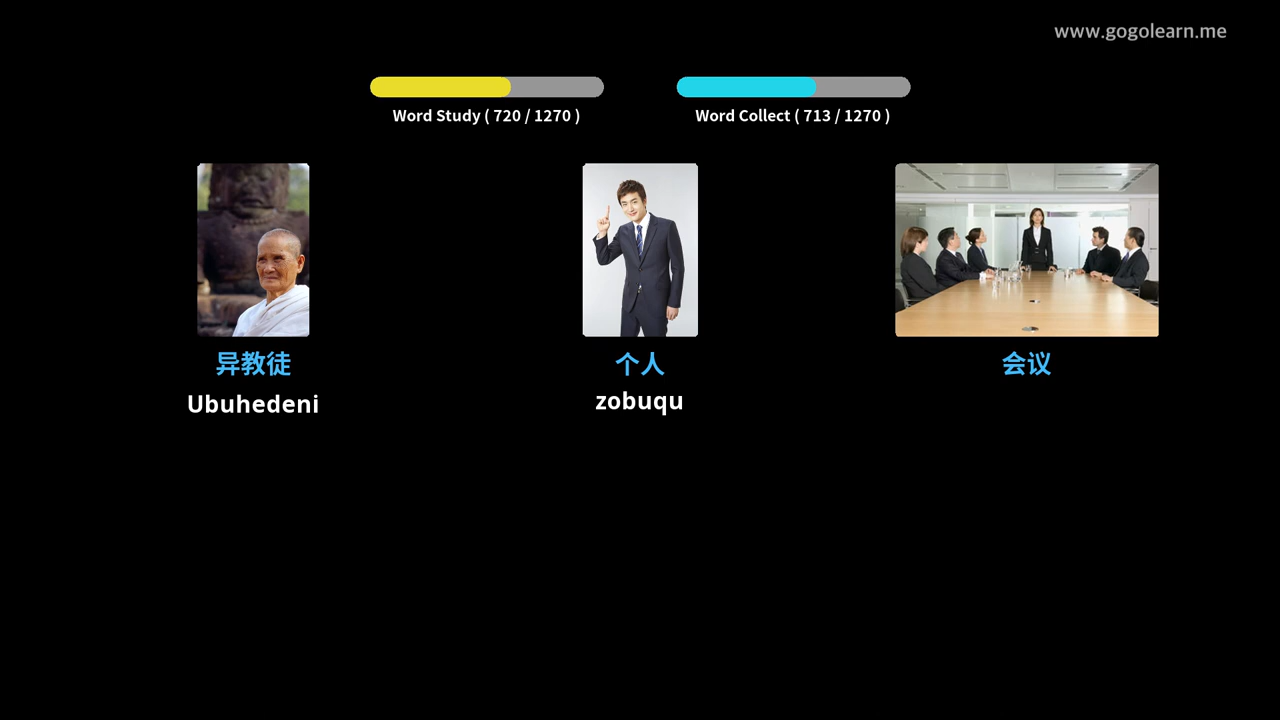 www.gogolearn.me
Word Study ( 720 / 1270 )
Word Collect ( 713 / 1270 )
异教徒
个人
会议
Ubuhedeni
zobuqu